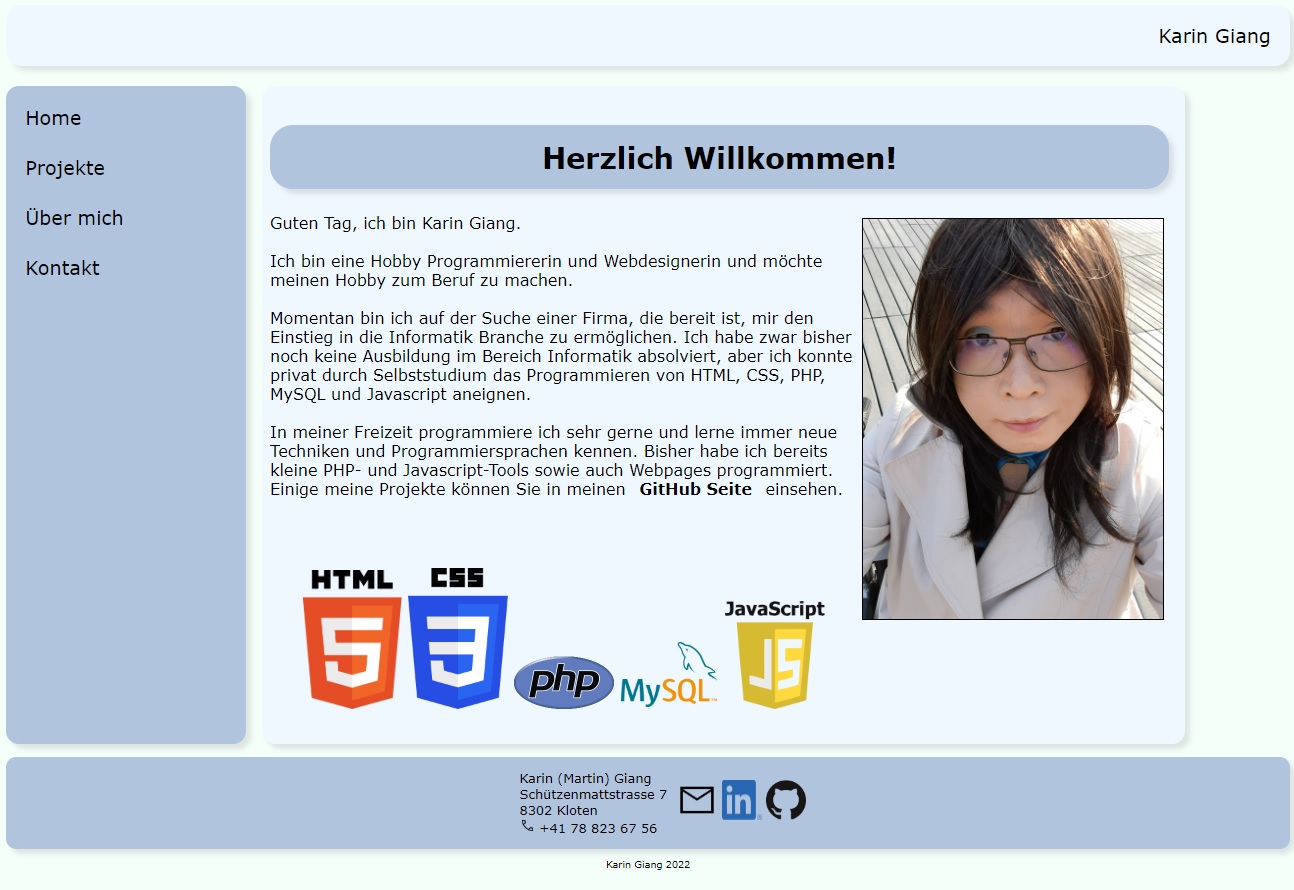 Karin Giang
Home
Projekte
Über mich
Kontakt
Herzlich Willkommen!
Guten Tag, ich bin Karin Giang.
Ich bin eine Hobby Programmiererin und Webdesignerin und möchte
meinen Hobby zum Beruf zu machen.
Momentan bin ich auf der Suche einer Firma, die bereit ist, mir den
Einstieg in die Informatik Branche zu ermöglichen. Ich habe zwar bisher
noch keine Ausbildung im Bereich Informatik absolviert, aber ich konnte
privat durch Selbststudium das Programmieren von HTML, CSS, PHP,
MySQL und Javascript aneignen.
In meiner Freizeit programmiere ich sehr gerne und lerne immer neue
Techniken und Programmiersprachen kennen. Bisher habe ich bereits
kleine PHP- und Javascript-Tools sowie auch Webpages programmiert.
Einige meine Projekte können Sie in meinen GitHub Seite einsehen.
HTML
5
CSS
3
php
MySQL™
JavaScript
JS
Karin (Martin) Giang
Schützenmattstrasse 7
8302 Kloten
+41 78 823 67 56
in®
Karin Giang 2022